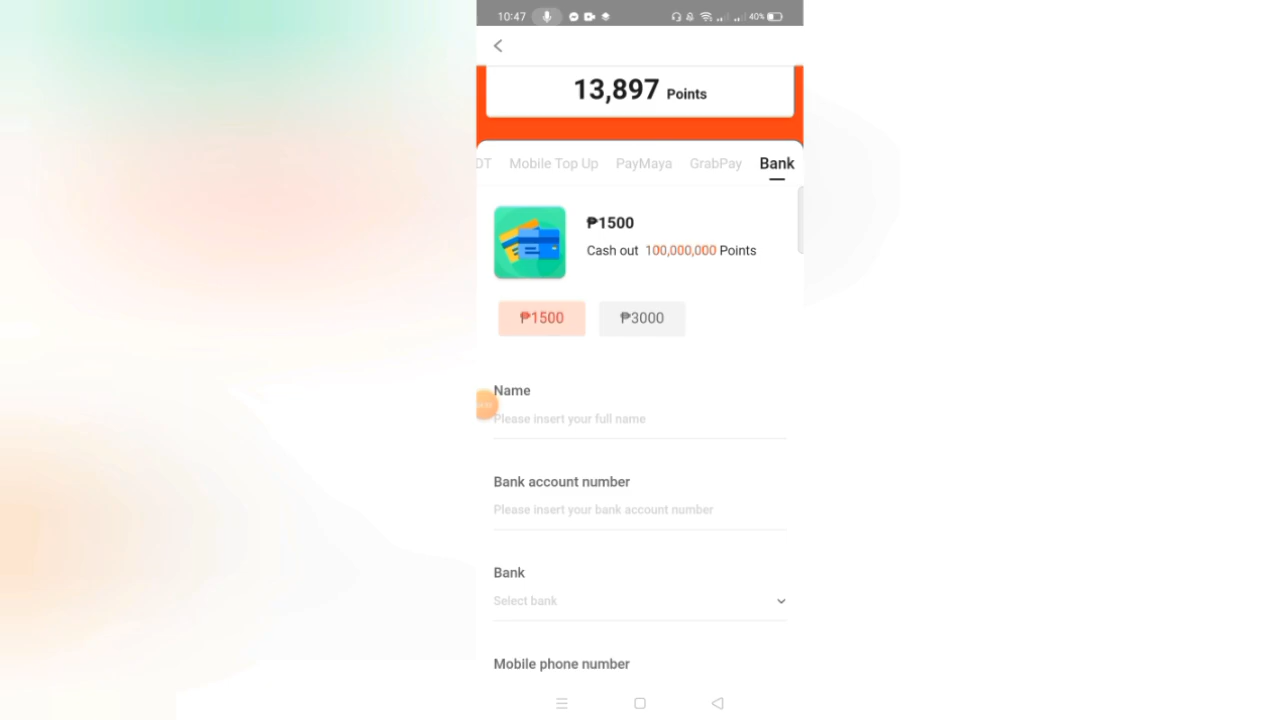 10:47
40%
13,897 Points
DT Mobile Top Up PayMaya GrabPay Bank
₱1500
Cash out 100,000,000 Points
₱1500 ₱3000
Name
Please insert your full name
Bank account number
Please insert your bank account number
Bank
Select bank
Mobile phone number